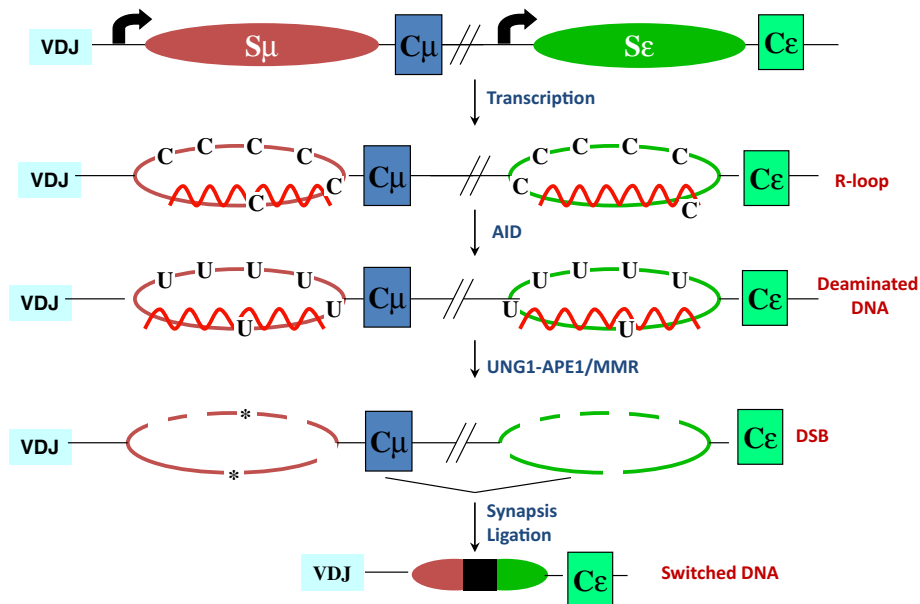 VDJ Sμ Cμ Sε Cε
Transcription
C C C C C C C C C C C C
VDJ Cμ Cε R-loop
AID
U U U U U U U U U U U U
VDJ Cμ Cε Deaminated
DNA
UNG1-APE1/MMR
VDJ * * Cμ Cε DSB
Synapsis
Ligation
VDJ Cε Switched DNA